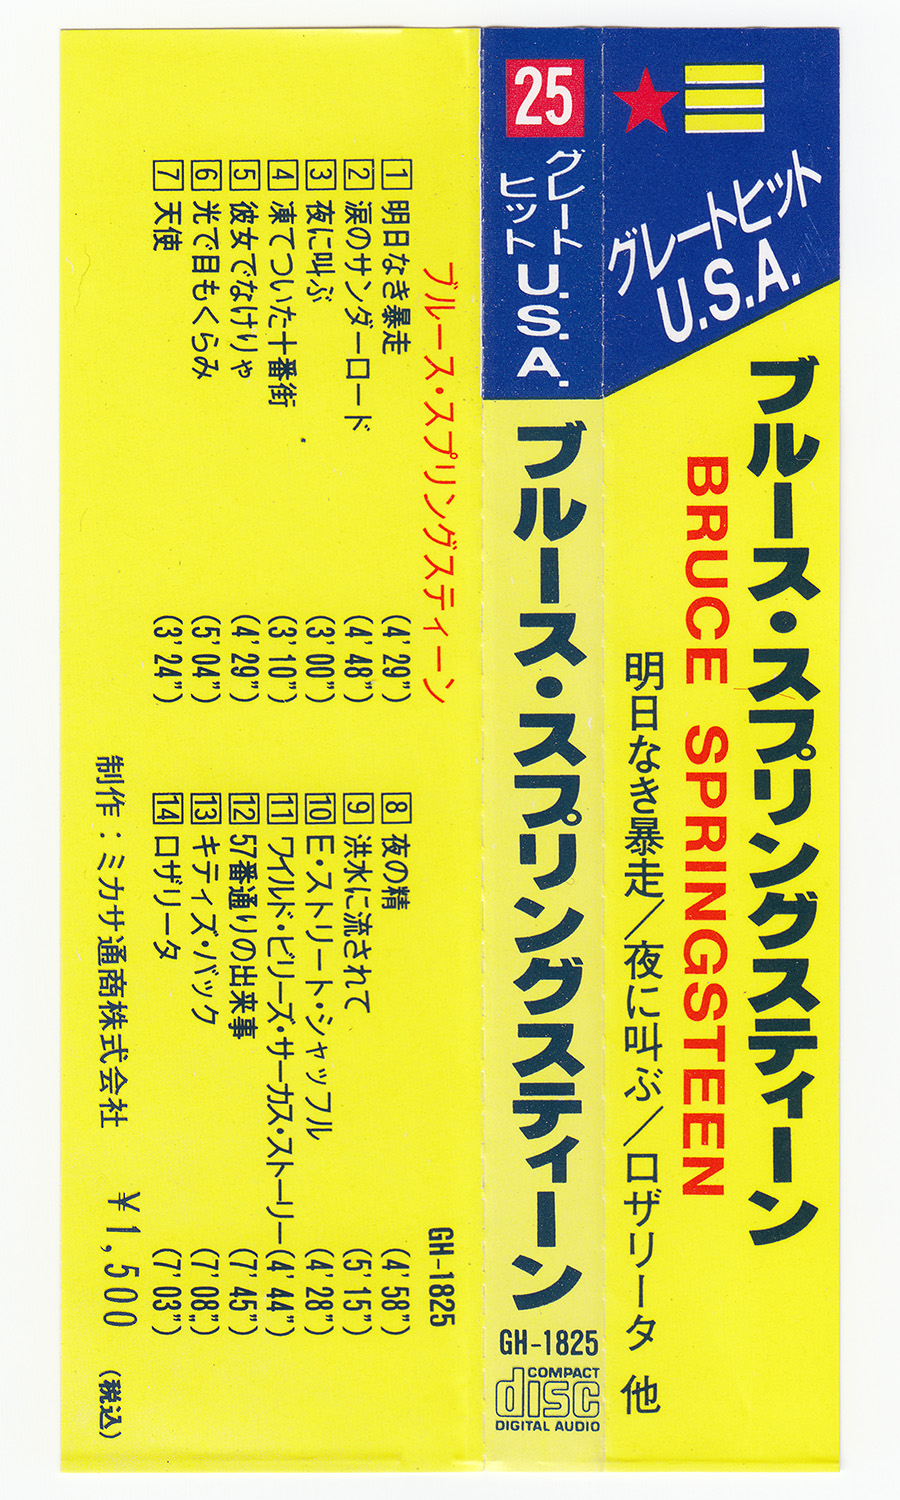 グレートヒット
U.S.A.
ブルース・スプリングスティーン
BRUCE SPRINGSTEEN
明日なき暴走／夜に叫ぶ／ロザリータ 他
25
グレート
ヒット U.S.A.
ブルース・スプリングスティーン
GH-1825
COMPACT
disc
DIGITAL AUDIO
ブルース・スプリングスティーン
GH-1825
1 明日なき暴走 (4'29")
2 涙のサンダーロード (4'48")
3 夜に叫ぶ (3'00")
4 凍てついた十番街 (3'10")
5 彼女でなけりゃ (4'29")
6 光で目もくらみ (5'04")
7 天使 (3'24")
8 夜の精 (4'58")
9 洪水に流されて (5'15")
10 E・ストリート・シャッフル (4'28")
11 ワイルド・ビリーズ・サーカス・ストーリー (4'44")
12 57番通りの出来事 (7'45")
13 キティズ・バック (7'08")
14 ロザリータ (7'03")
制作：ミカサ通商株式会社 ¥1,500 (税込)